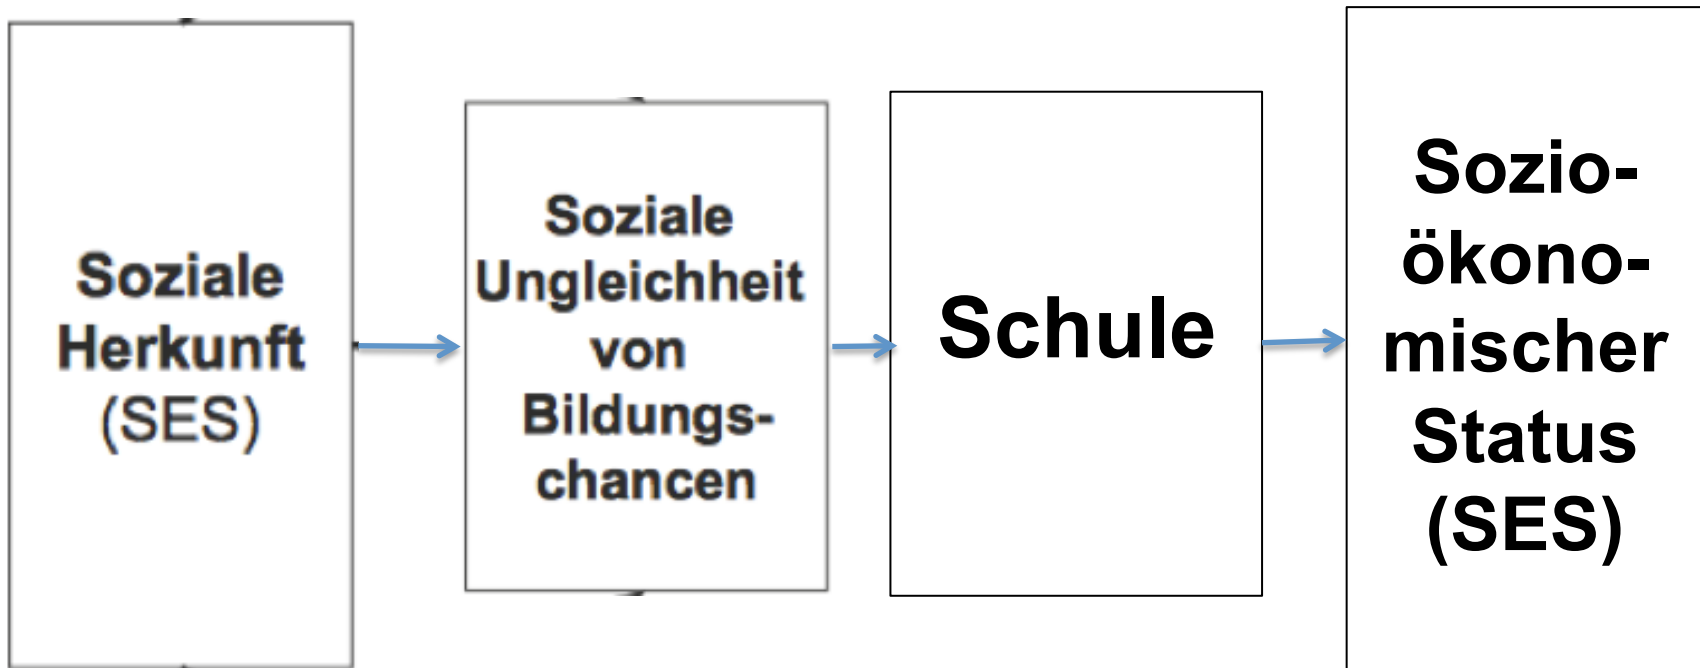 Soziale
Herkunft
(SES)
Soziale
Ungleichheit
von
Bildungs-
chancen
Schule
Sozio-
ökono-
mischer
Status
(SES)